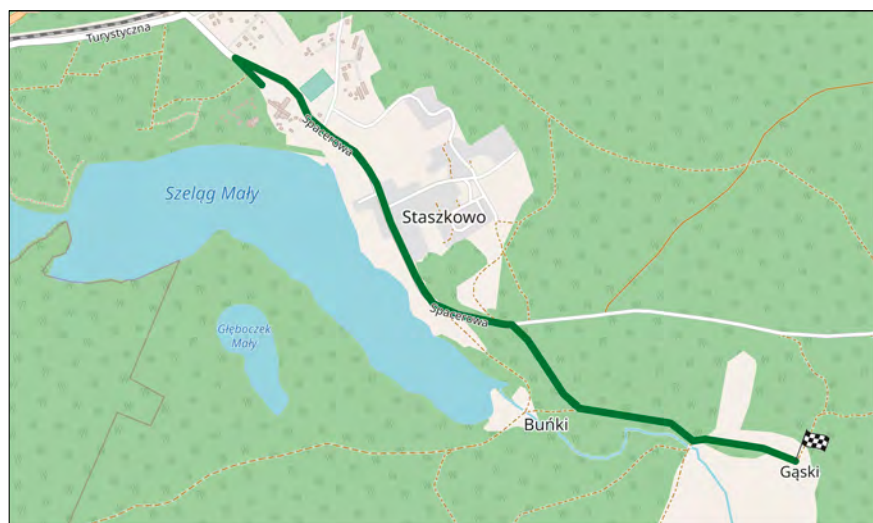 Turystyczna
Spacerowa
Szeląg Mały
Staszkowo
Spacerowa
Głęboczek
Mały
Buńki
Gąski